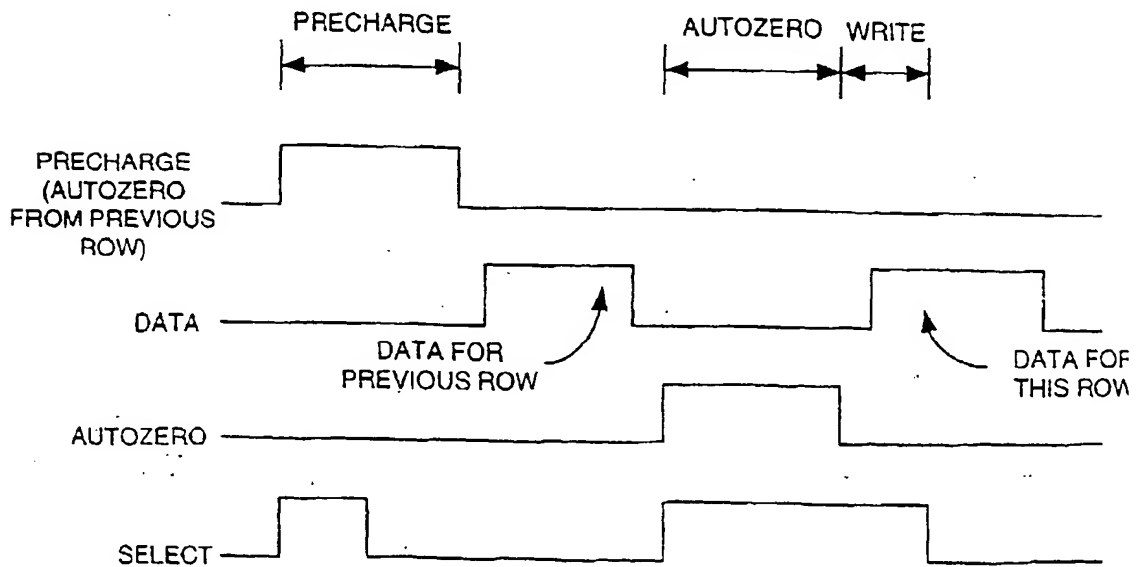 PRECHARGE
AUTOZERO
WRITE
PRECHARGE
(AUTOZERO
FROM PREVIOUS
ROW)
DATA
DATA FOR
PREVIOUS ROW
DATA FOR
THIS ROW
AUTOZERO
SELECT